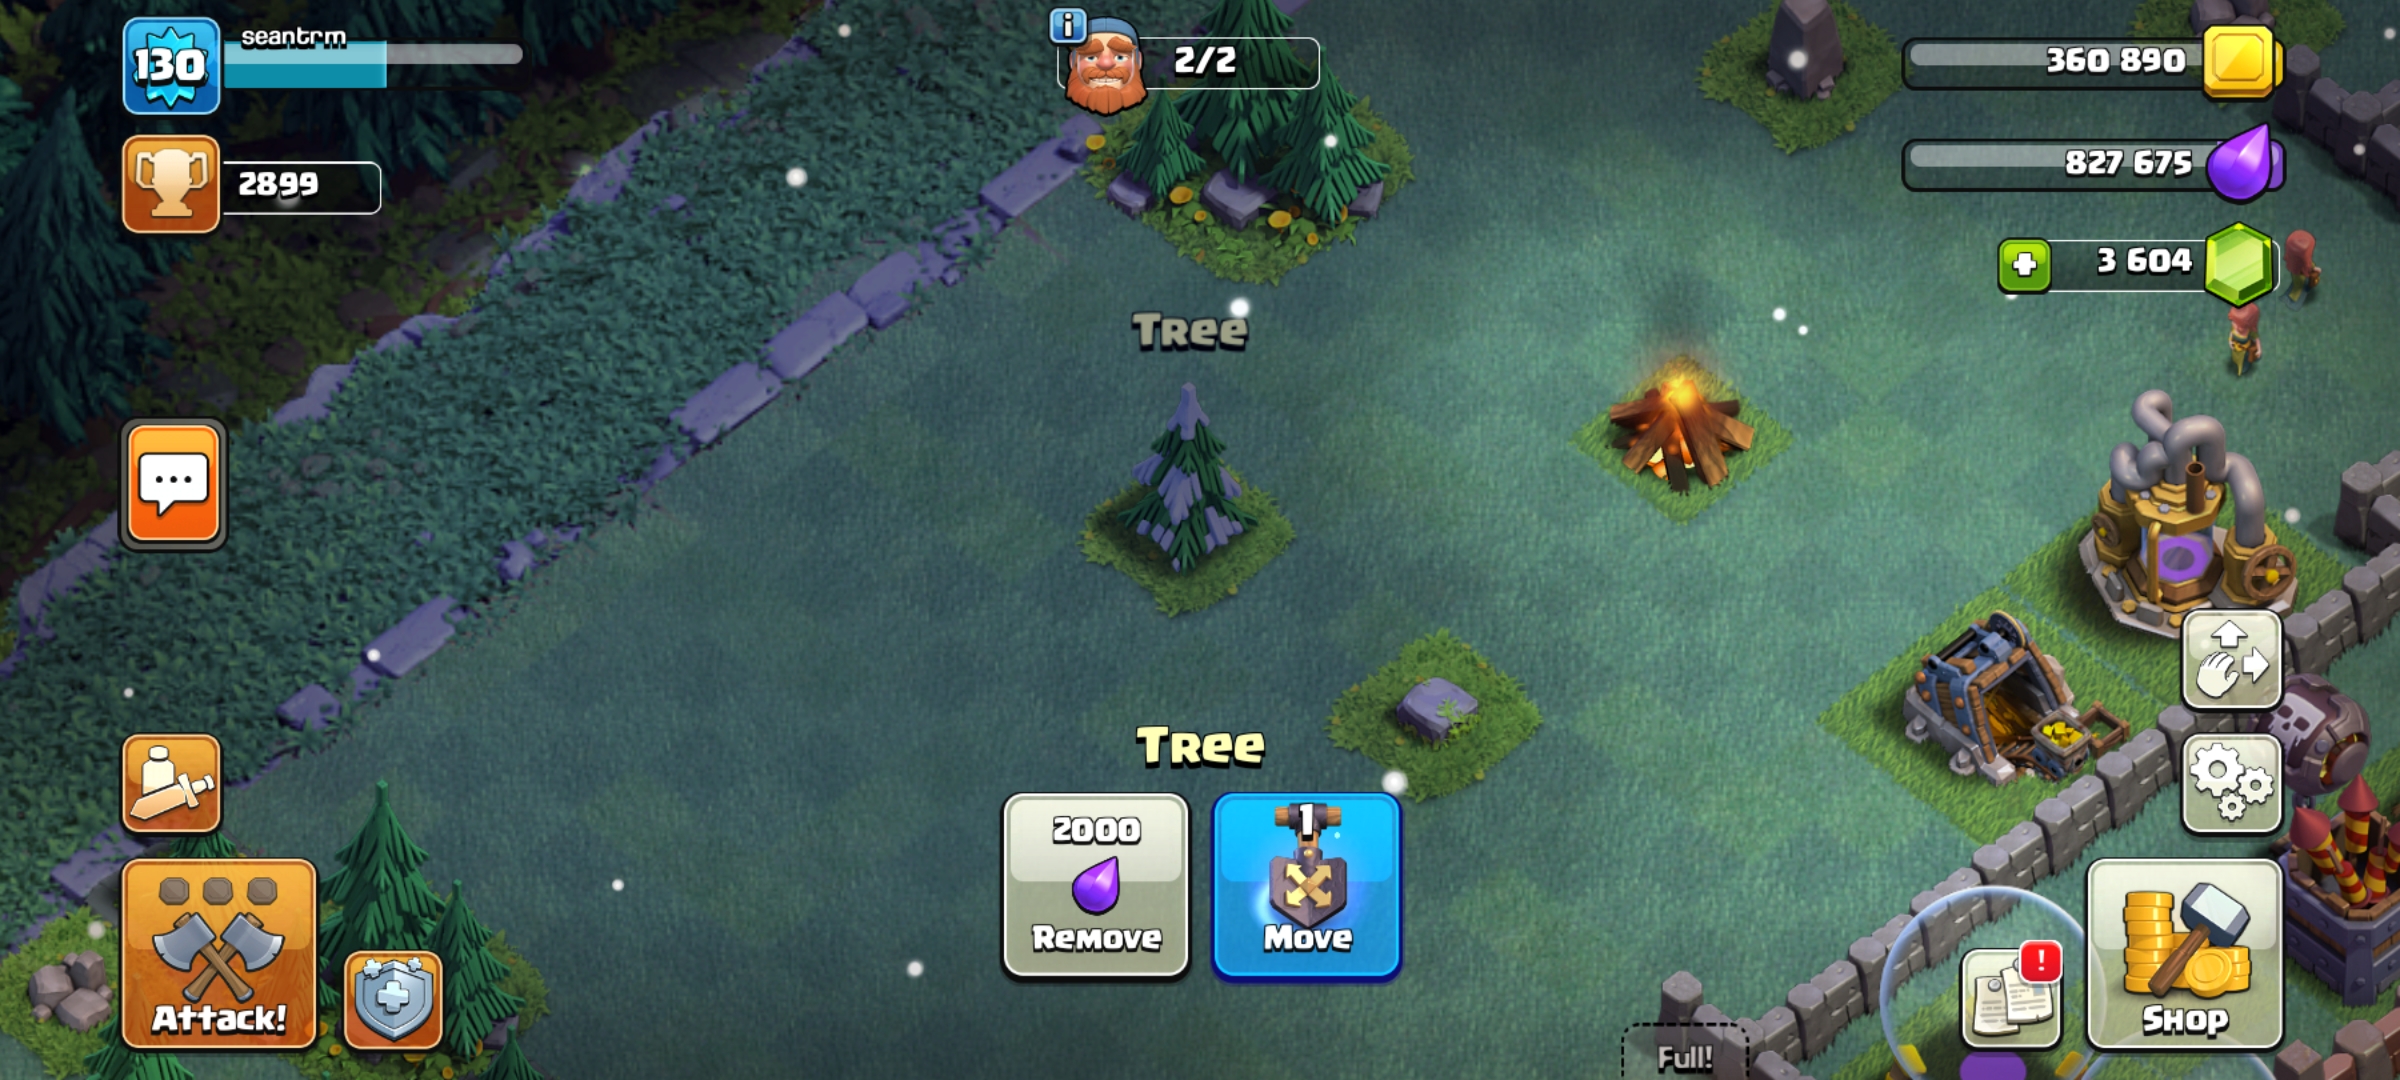 130
seantrm
i
2/2
360 890
2899
827 675
3 604
Tree
Tree
2000
Remove
1
Move
Attack!
!
Shop
Full!